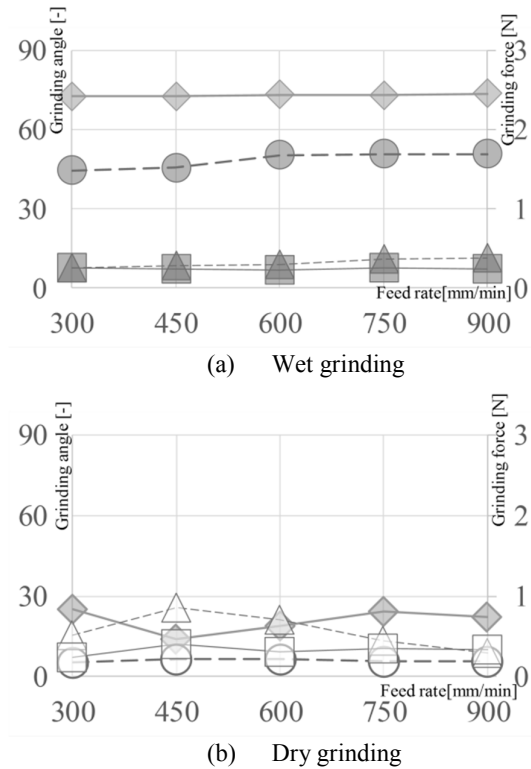 Grinding angle [-]
Grinding force [N]
90
60
30
0
3
2
1
0
Feed rate[mm/min]
300 450 600 750 900
(a) Wet grinding
Grinding angle [-]
Grinding force [N]
90
60
30
0
3
2
1
0
Feed rate[mm/min]
300 450 600 750 900
(b) Dry grinding